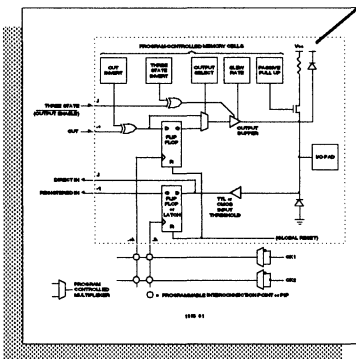 PROGRAM-CONTROLLED MEMORY CELLS
OUT
INVERT
THREE
STATE
INVERT
OUTPUT
SELECT
SLEW
RATE
PASSIVE
PULL UP
Vcc
THREE STATE
(OUTPUT ENABLE)
OUT
OUTPUT
BUFFER
D Q
FLIP
FLOP
R
I/O PAD
DIRECT IN
REGISTERED IN
Q D
FLIP
FLOP
or
LATCH
R
TTL or
CMOS
INPUT
THRESHOLD
(GLOBAL RESET)
CK1
CK2
PROGRAM
CONTROLLED
MULTIPLEXER
= PROGRAMMABLE INTERCONNECTION POINT or PIP